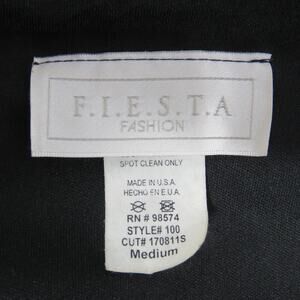 F.I.E.S.T.A
FASHION
SPOT CLEAN ONLY
MADE IN U.S.A.
HECHO EN E.U.A.
RN # 98574
STYLE# 100
CUT# 170811S
Medium